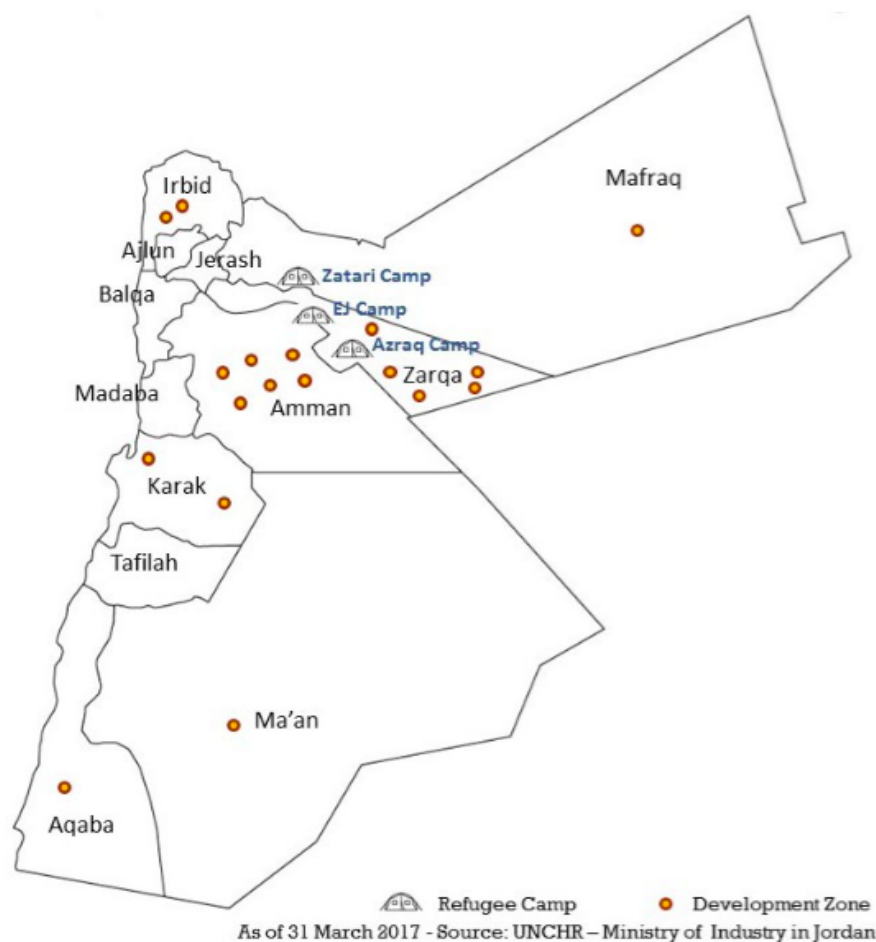 Mafraq
Irbid
Ajlun
Jerash
Zatari Camp
Balqa
EJ Camp
Azraq Camp
Zarqa
Madaba
Amman
Karak
Tafilah
Ma'an
Aqaba
Refugee Camp
Development Zone
As of 31 March 2017 - Source: UNCHR – Ministry of Industry in Jordan